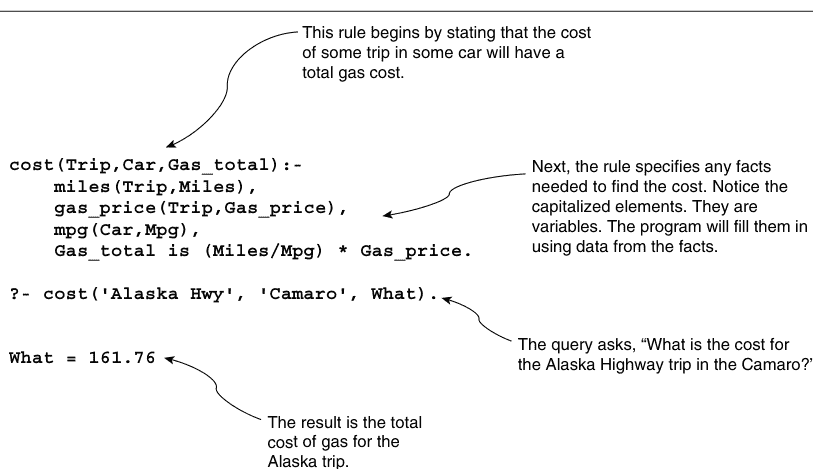 This rule begins by stating that the cost
of some trip in some car will have a
total gas cost.
cost(Trip,Car,Gas_total):-
miles(Trip,Miles),
gas_price(Trip,Gas_price),
mpg(Car,Mpg),
Gas_total is (Miles/Mpg) * Gas_price.
Next, the rule specifies any facts
needed to find the cost. Notice the
capitalized elements. They are
variables. The program will fill them in
using data from the facts.
?- cost('Alaska Hwy', 'Camaro', What).
The query asks, “What is the cost for
the Alaska Highway trip in the Camaro?”
What = 161.76
The result is the total
cost of gas for the
Alaska trip.